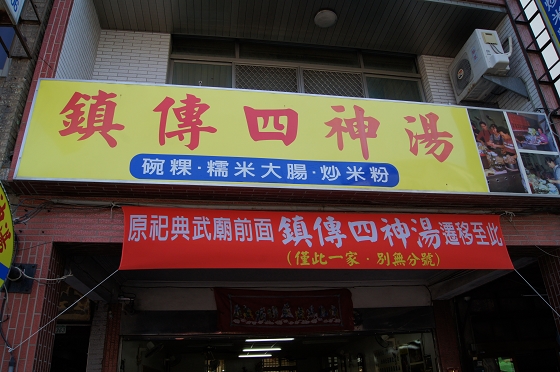 鎮傳四神湯
碗粿·糯米大腸·炒米粉
原祀典武廟前面鎮傳四神湯遷移至此
(僅此一家·別無分號)